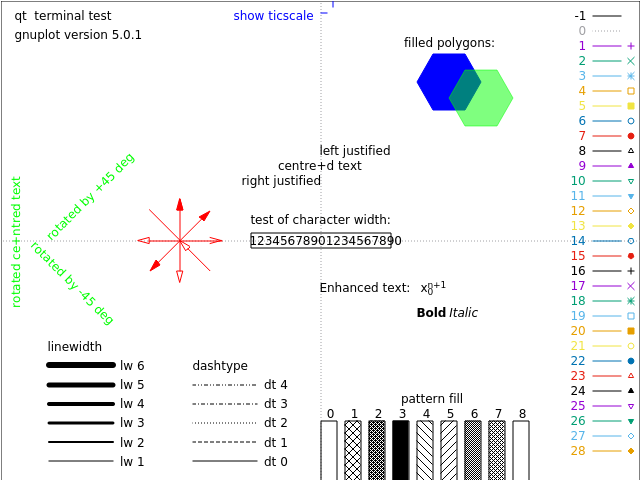 qt  terminal test
gnuplot version 5.0.1
show ticscale
filled polygons:
left justified
centre+d text
right justified
test of character width:
12345678901234567890
rotated ce+ntred text
rotated by +45 deg
rotated by -45 deg
Enhanced text:   x₀ⁿ⁺¹
Bold Italic
linewidth
lw 6
lw 5
lw 4
lw 3
lw 2
lw 1
dashtype
dt 4
dt 3
dt 2
dt 1
dt 0
pattern fill
0 1 2 3 4 5 6 7 8
-1
0
1
2
3
4
5
6
7
8
9
10
11
12
13
14
15
16
17
18
19
20
21
22
23
24
25
26
27
28